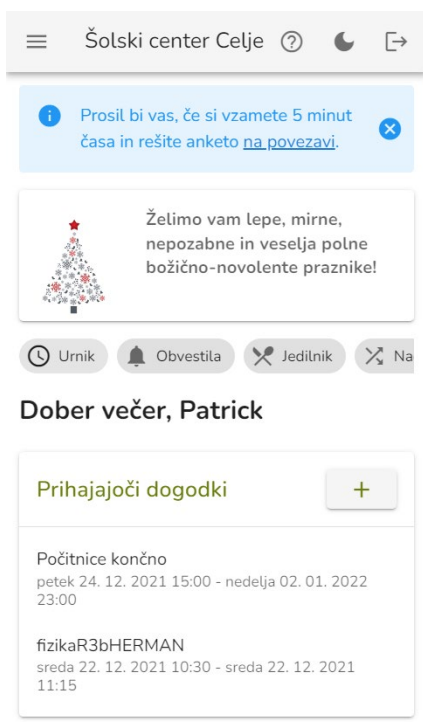 Šolski center Celje
Prosil bi vas, če si vzamete 5 minut
časa in rešite anketo na povezavi.
Želimo vam lepe, mirne,
nepozabne in veselja polne
božično-novolente praznike!
Urnik
Obvestila
Jedilnik
Na
Dober večer, Patrick
Prihajajoči dogodki
+
Počitnice končno
petek 24. 12. 2021 15:00 - nedelja 02. 01. 2022
23:00
fizikaR3bHERMAN
sreda 22. 12. 2021 10:30 - sreda 22. 12. 2021
11:15